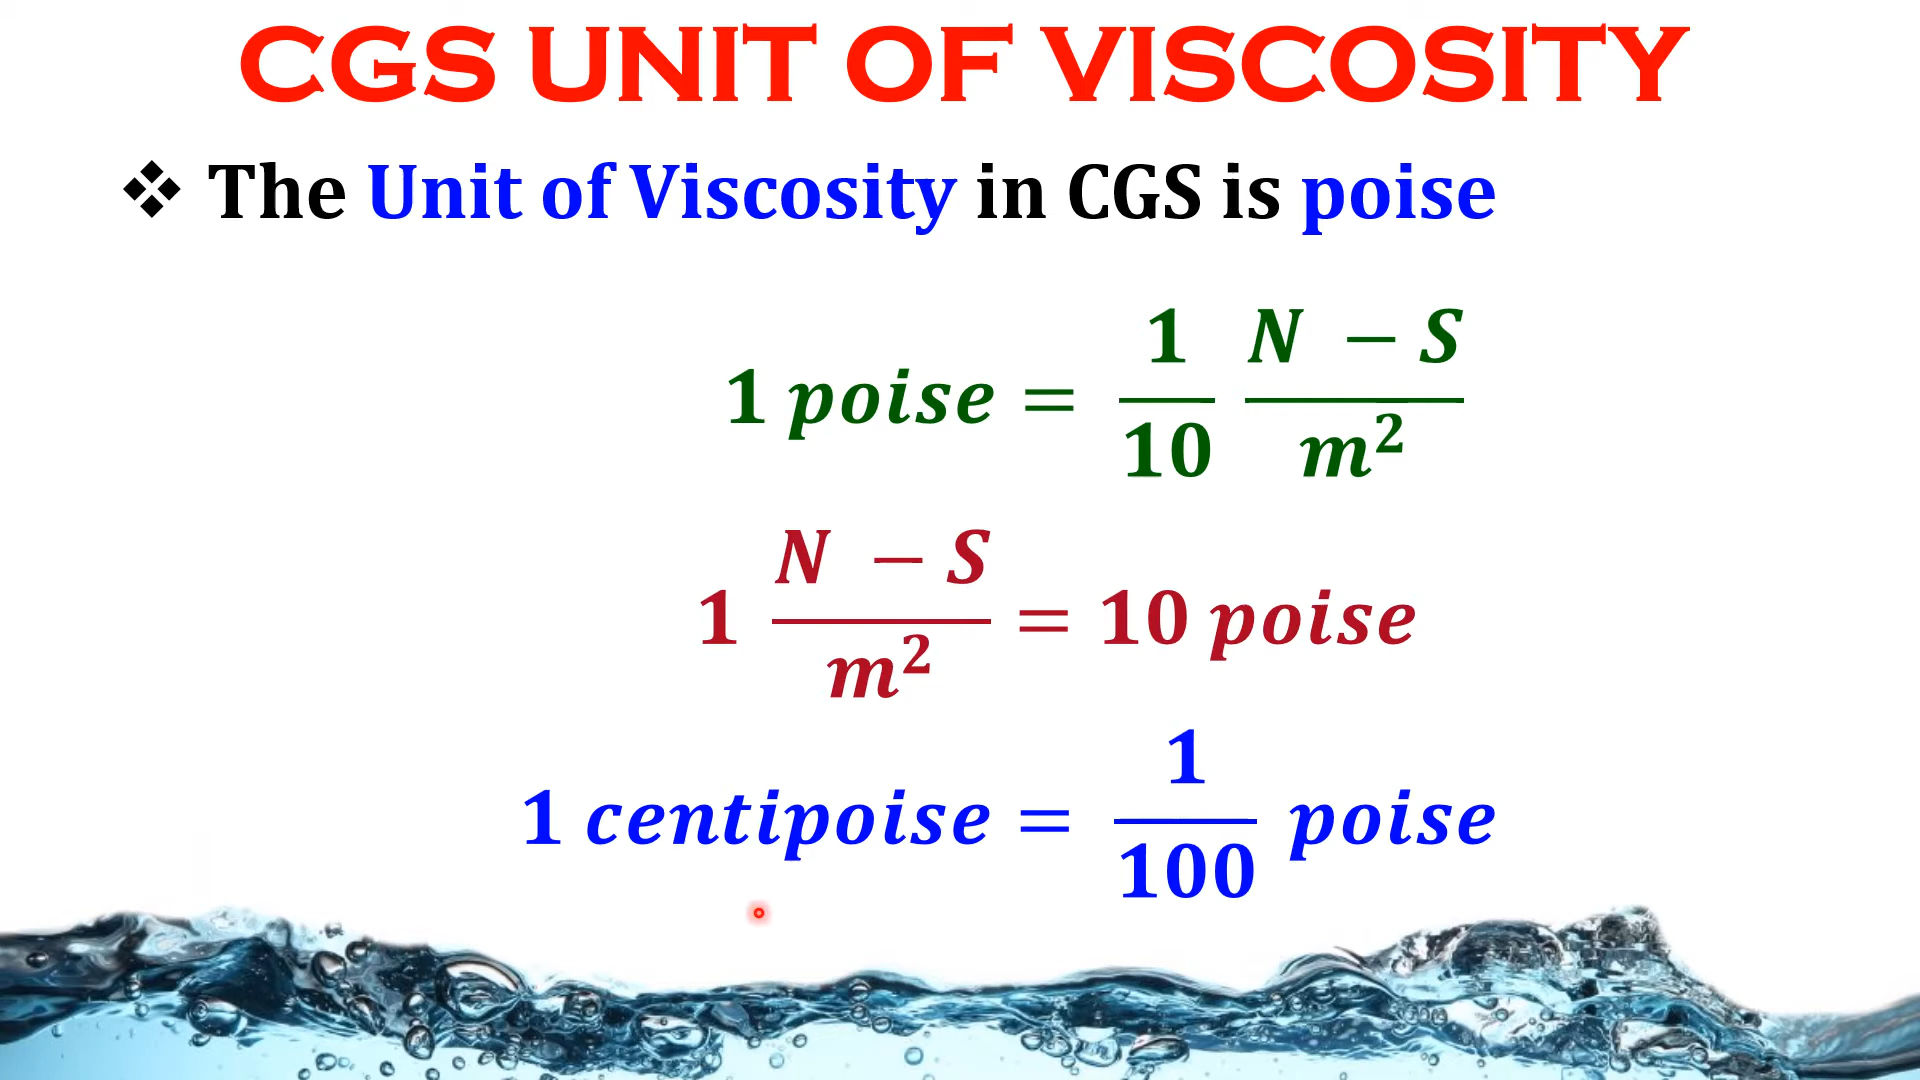 CGS UNIT OF VISCOSITY
❖ The Unit of Viscosity in CGS is poise
1 poise = 1/10 N − S/m²
1 N − S/m² = 10 poise
1 centipoise = 1/100 poise